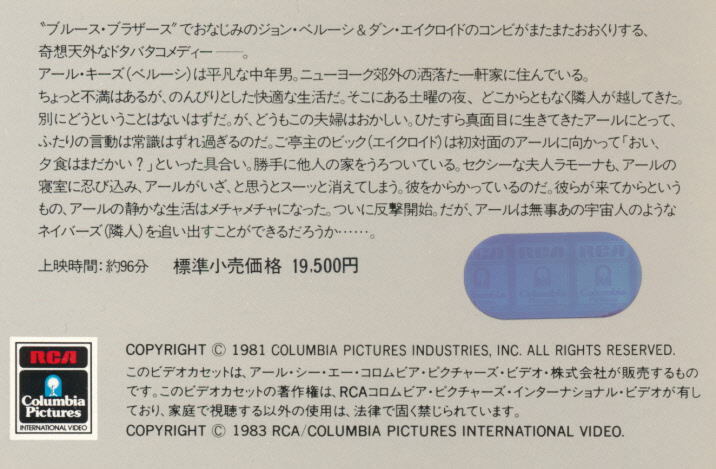 “ブルース・ブラザース”でおなじみのジョン・ベルーシ&ダン・エイクロイドのコンビがまたまたおおくりする、
奇想天外なドタバタコメディー——。
アール・キーズ(ベルーシ)は平凡な中年男。ニューヨーク郊外の洒落た一軒家に住んでいる。
ちょっと不満はあるが、のんびりとした快適な生活だ。そこにある土曜の夜、どこからともなく隣人が越してきた。
別にどうということはないはずだ。が、どうもこの夫婦はおかしい。ひたすら真面目に生きてきたアールにとって、
ふたりの言動は常識はずれ過ぎるのだ。ご亭主のビック(エイクロイド)は初対面のアールに向かって「おい、
夕食はまだかい?」といった具合い。勝手に他人の家をうろついている。セクシーな夫人ラモーナも、アールの
寝室に忍び込み、アールがいざ、と思うとスーッと消えてしまう。彼をからかっているのだ。彼らが来てからという
もの、アールの静かな生活はメチャメチャになった。ついに反撃開始。だが、アールは無事あの宇宙人のような
ネイバーズ(隣人)を追い出すことができるだろうか……。
上映時間:約96分 標準小売価格 19,500円
RCA RCA RCA
Columbia Columbia
RCA
Columbia
Pictures
INTERNATIONAL VIDEO
COPYRIGHT © 1981 COLUMBIA PICTURES INDUSTRIES, INC. ALL RIGHTS RESERVED.
このビデオカセットは、アール・シー・エー・コロムビア・ピクチャーズ・ビデオ・株式会社が販売するもの
です。このビデオカセットの著作権は、RCAコロムビア・ピクチャーズ・インターナショナル・ビデオが有し
ており、家庭で視聴する以外の使用は、法律で固く禁じられています。
COPYRIGHT © 1983 RCA/COLUMBIA PICTURES INTERNATIONAL VIDEO.